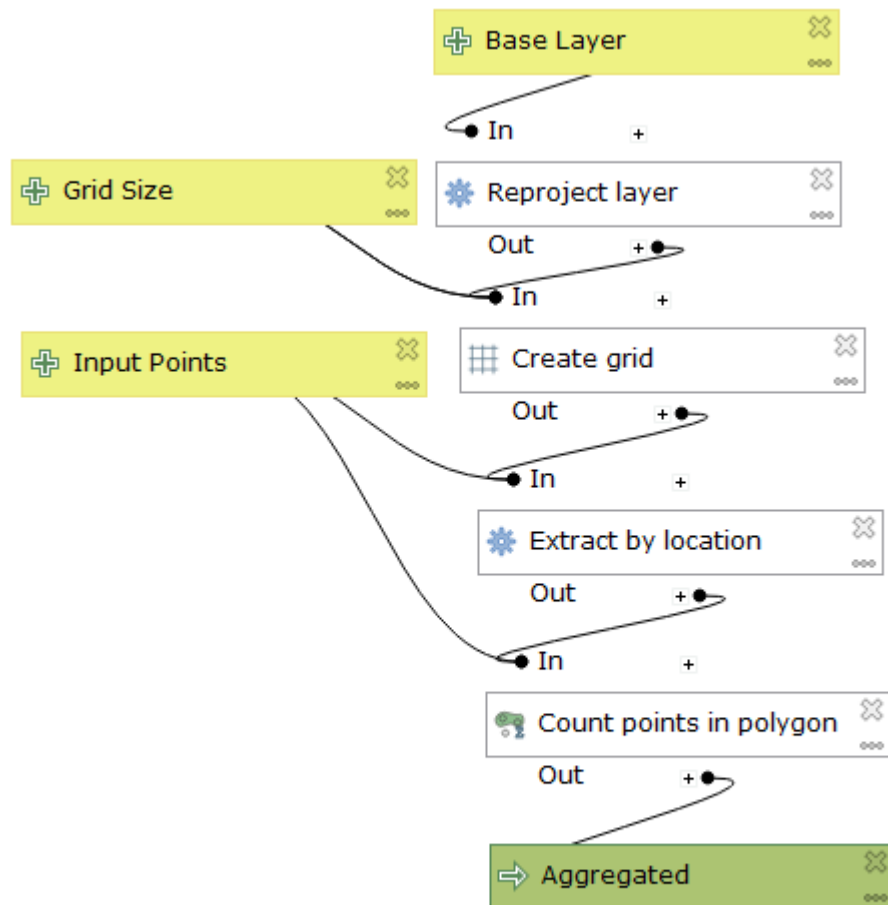 Base Layer
In
Grid Size
Reproject layer
Out
In
Input Points
Create grid
Out
In
Extract by location
Out
In
Count points in polygon
Out
Aggregated